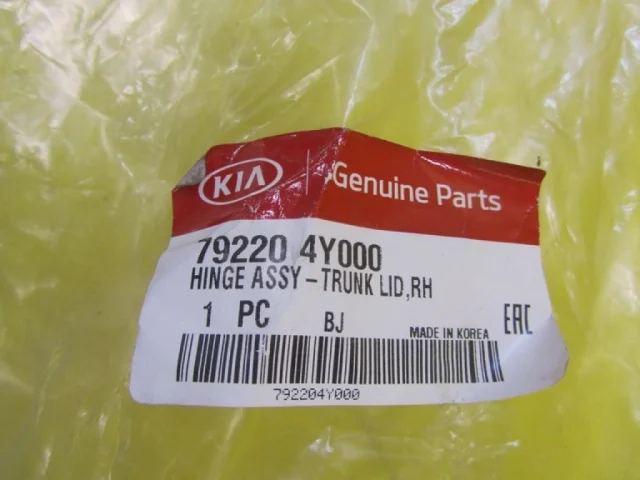 KIA Genuine Parts
79220 4Y000
HINGE ASSY-TRUNK LID,RH
1 PC BJ MADE IN KOREA EAC
792204Y000